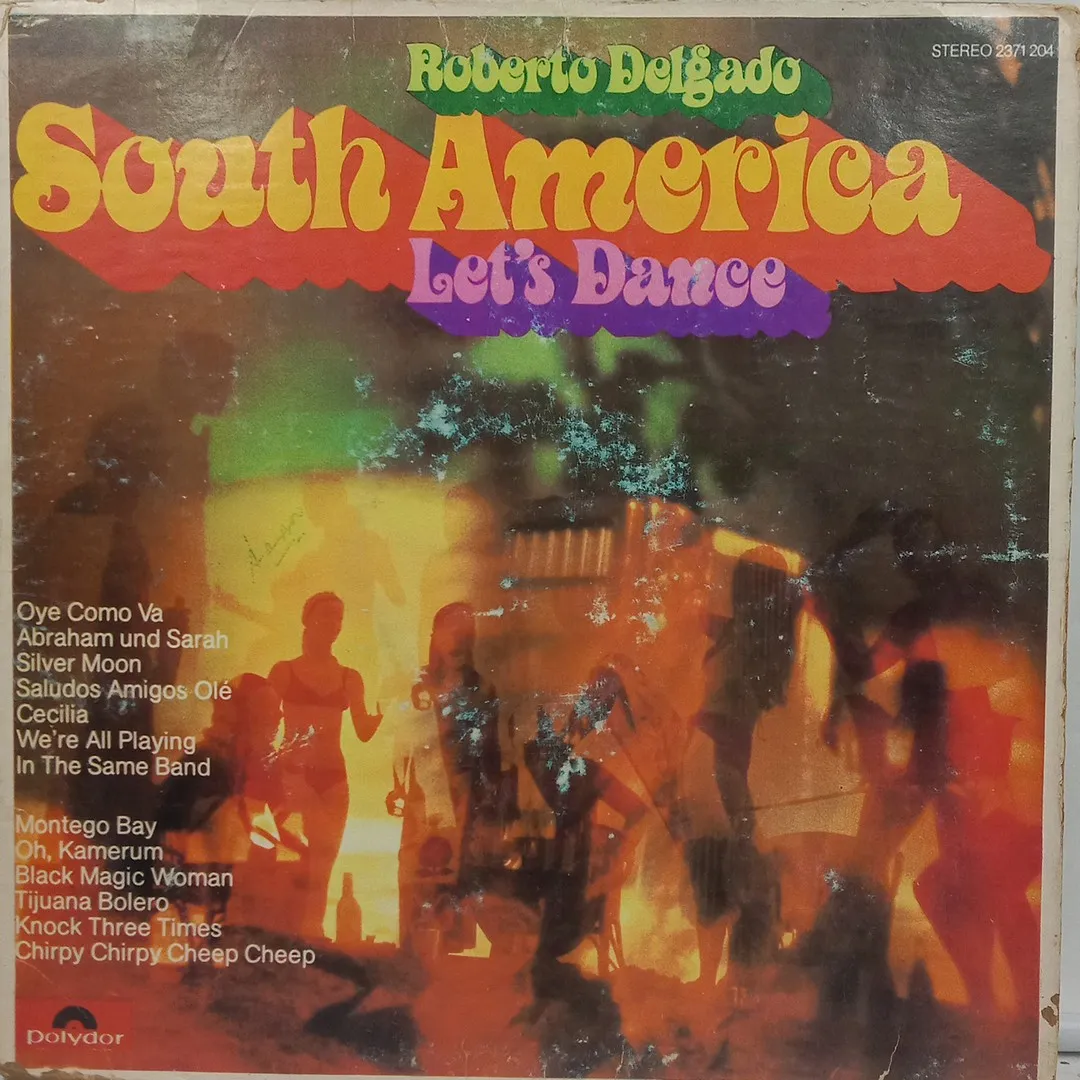 Roberto Delgado
STEREO 2371 204
South America
Let's Dance
Oye Como Va
Abraham und Sarah
Silver Moon
Saludos Amigos Olé
Cecilia
We're All Playing
In The Same Band
Montego Bay
Oh, Kamerum
Black Magic Woman
Tijuana Bolero
Knock Three Times
Chirpy Chirpy Cheep Cheep
polydor